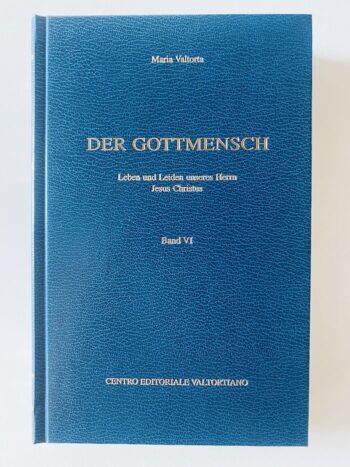 Maria Valtorta
DER GOTTMENSCH
Leben und Leiden unseres Herrn
Jesus Christus
Band VI
CENTRO EDITORIALE VALTORTIANO